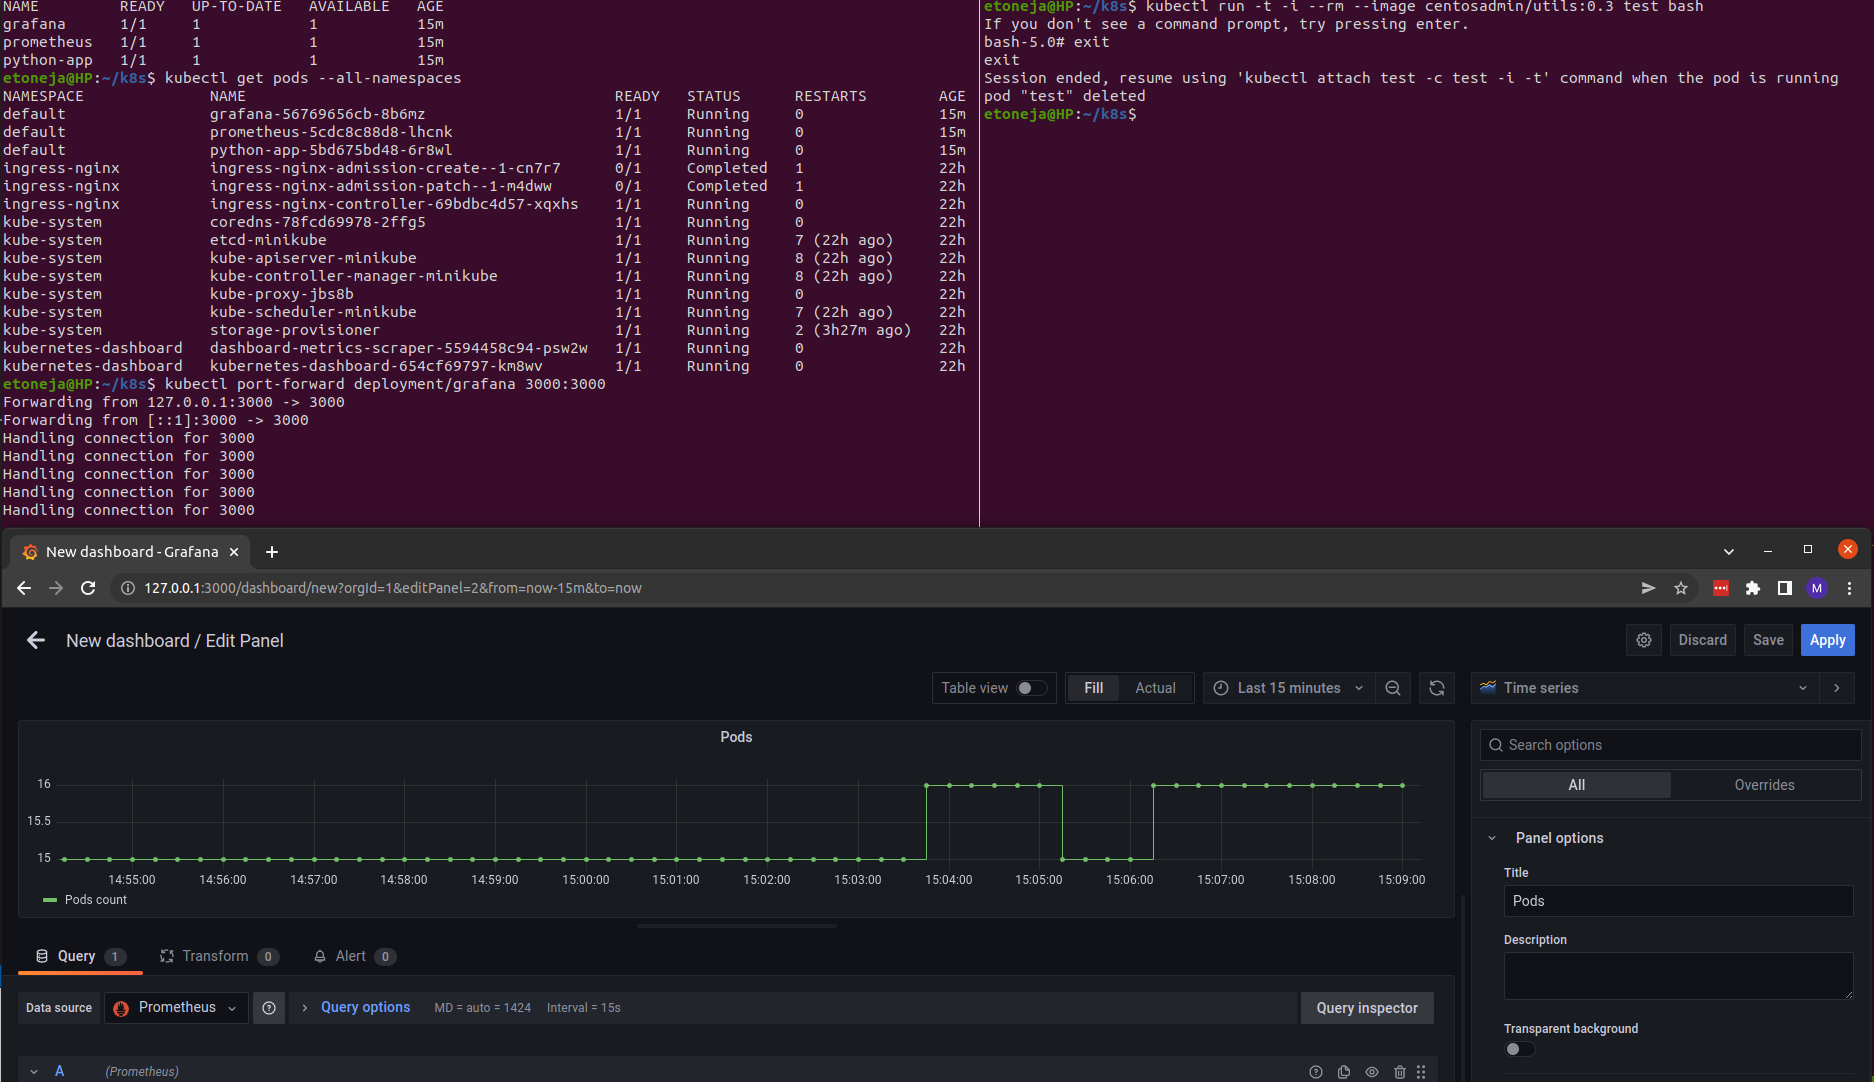 NAME         READY   UP-TO-DATE   AVAILABLE   AGE
grafana      1/1     1            1           15m
prometheus   1/1     1            1           15m
python-app   1/1     1            1           15m
etoneja@HP:~/k8s$ kubectl get pods --all-namespaces
NAMESPACE              NAME                                         READY   STATUS      RESTARTS        AGE
default                grafana-56769656cb-8b6mz                     1/1     Running     0               15m
default                prometheus-5cdc8c88d8-lhcnk                  1/1     Running     0               15m
default                python-app-5bd675bd48-6r8wl                  1/1     Running     0               15m
ingress-nginx          ingress-nginx-admission-create--1-cn7r7      0/1     Completed   1               22h
ingress-nginx          ingress-nginx-admission-patch--1-m4dww       0/1     Completed   1               22h
ingress-nginx          ingress-nginx-controller-69bdbc4d57-xqxhs    1/1     Running     0               22h
kube-system            coredns-78fcd69978-2ffg5                     1/1     Running     0               22h
kube-system            etcd-minikube                                1/1     Running     7 (22h ago)     22h
kube-system            kube-apiserver-minikube                      1/1     Running     8 (22h ago)     22h
kube-system            kube-controller-manager-minikube             1/1     Running     8 (22h ago)     22h
kube-system            kube-proxy-jbs8b                             1/1     Running     0               22h
kube-system            kube-scheduler-minikube                      1/1     Running     7 (22h ago)     22h
kube-system            storage-provisioner                          1/1     Running     2 (3h27m ago)   22h
kubernetes-dashboard   dashboard-metrics-scraper-5594458c94-psw2w   1/1     Running     0               22h
kubernetes-dashboard   kubernetes-dashboard-654cf69797-km8wv        1/1     Running     0               22h
etoneja@HP:~/k8s$ kubectl port-forward deployment/grafana 3000:3000
Forwarding from 127.0.0.1:3000 -> 3000
Forwarding from [::1]:3000 -> 3000
Handling connection for 3000
Handling connection for 3000
Handling connection for 3000
Handling connection for 3000
Handling connection for 3000
etoneja@HP:~/k8s$ kubectl run -t -i --rm --image centosadmin/utils:0.3 test bash
If you don't see a command prompt, try pressing enter.
bash-5.0# exit
exit
Session ended, resume using 'kubectl attach test -c test -i -t' command when the pod is running
pod "test" deleted
etoneja@HP:~/k8s$
New dashboard - Grafana
127.0.0.1:3000/dashboard/new?orgId=1&editPanel=2&from=now-15m&to=now
M
New dashboard / Edit Panel
Discard Save Apply
Table view Fill Actual Last 15 minutes Time series
Pods
16
15.5
15
14:55:00 14:56:00 14:57:00 14:58:00 14:59:00 15:00:00 15:01:00 15:02:00 15:03:00 15:04:00 15:05:00 15:06:00 15:07:00 15:08:00 15:09:00
Pods count
Query 1 Transform 0 Alert 0
Data source Prometheus Query options MD = auto = 1424 Interval = 15s Query inspector
A (Prometheus)
Search options
All Overrides
Panel options
Title
Pods
Description
Transparent background